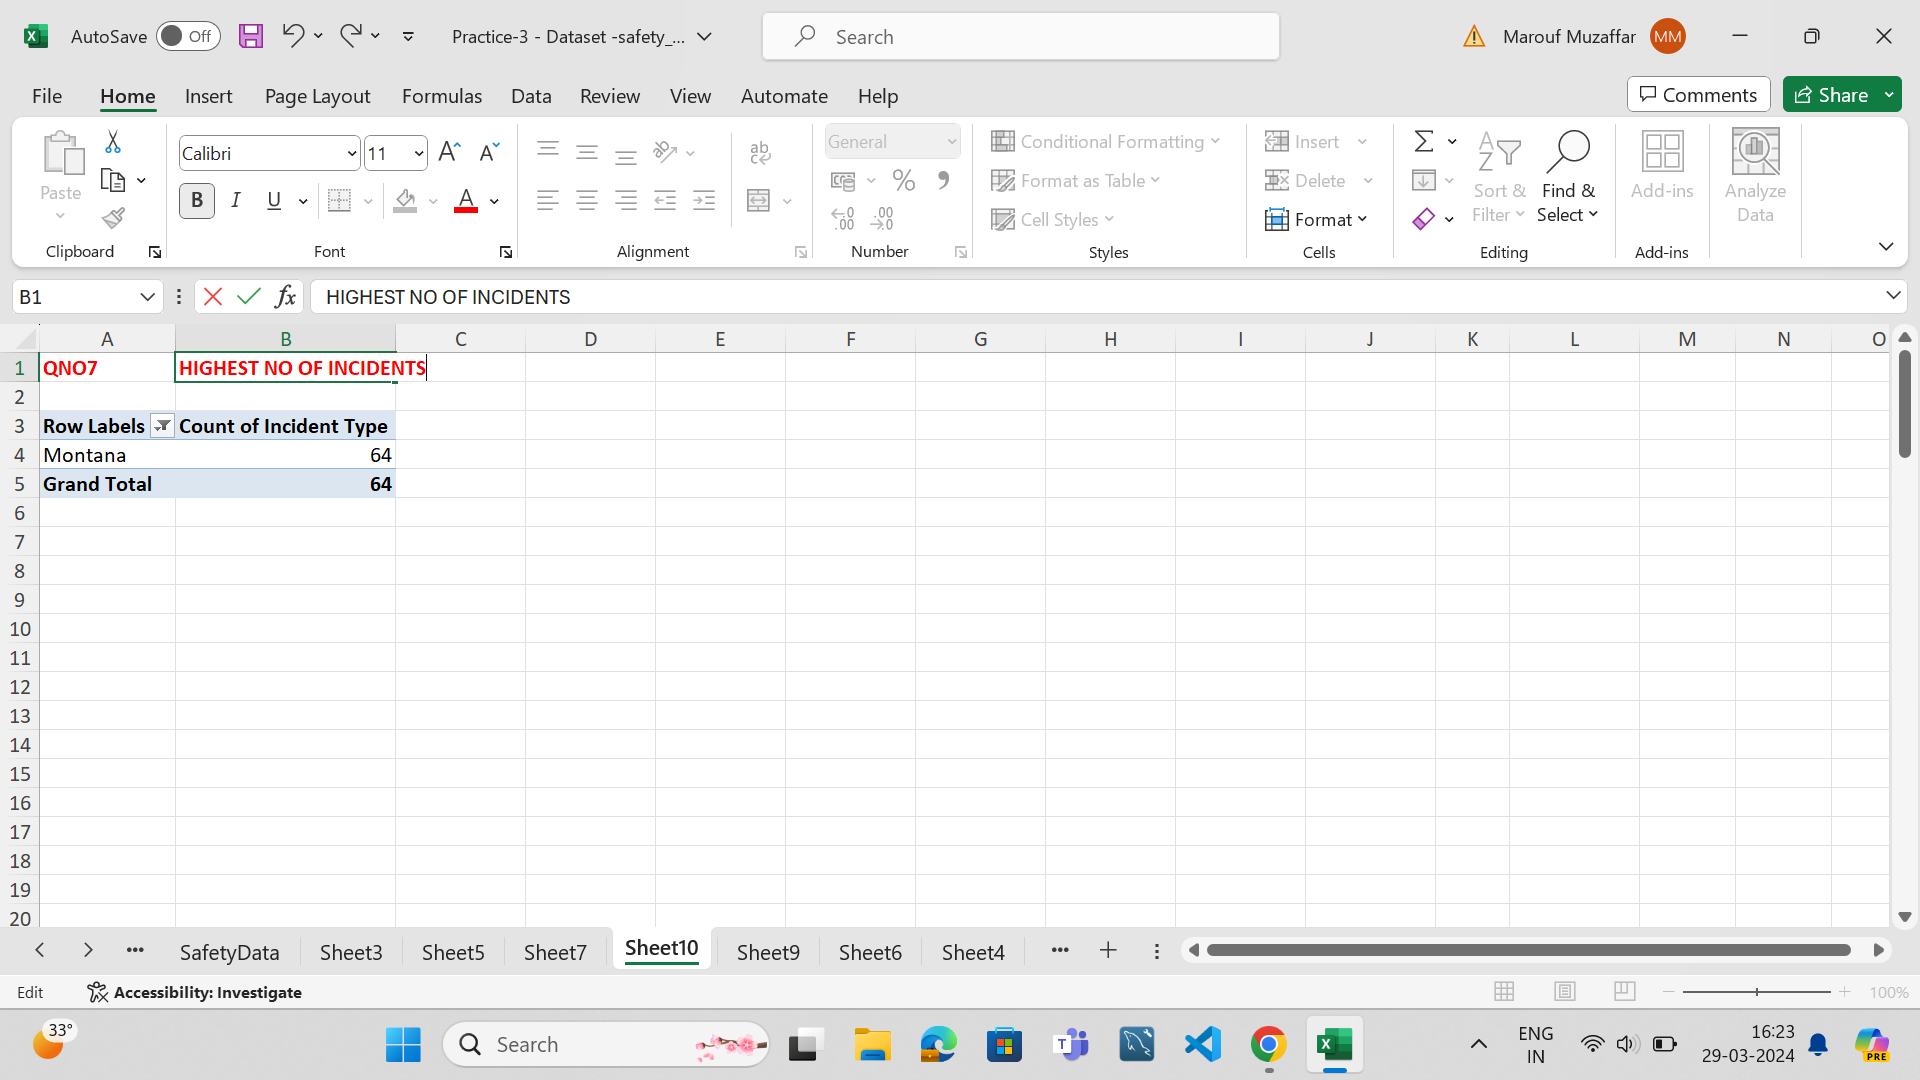 AutoSave Off Practice-3 - Dataset -safety_... Search Marouf Muzaffar MM
File Home Insert Page Layout Formulas Data Review View Automate Help Comments Share
Paste
Clipboard
Calibri 11
B I U A
Font
ab
Alignment
General
% 9
Number
Conditional Formatting
Format as Table
Cell Styles
Styles
Insert
Delete
Format
Cells
Sort &
Filter
Find &
Select
Editing
Add-ins
Add-ins
Analyze
Data
B1 fx HIGHEST NO OF INCIDENTS
A B C D E F G H I J K L M N O
1 QNO7 HIGHEST NO OF INCIDENTS
2
3 Row Labels Count of Incident Type
4 Montana 64
5 Grand Total 64
6
7
8
9
10
11
12
13
14
15
16
17
18
19
20
SafetyData Sheet3 Sheet5 Sheet7 Sheet10 Sheet9 Sheet6 Sheet4
Edit Accessibility: Investigate 100%
33° Search ENG
IN
16:23
29-03-2024
PRE